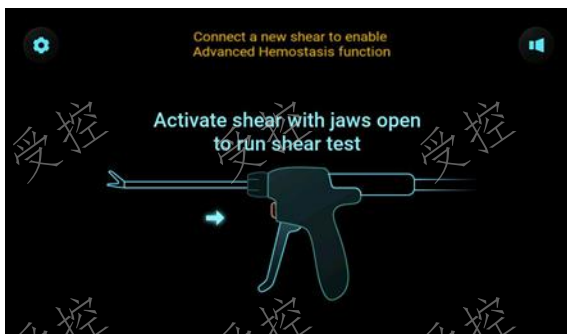 Connect a new shear to enable
Advanced Hemostasis function
Activate shear with jaws open
to run shear test
受控
受控
受控
受控
受控
受控